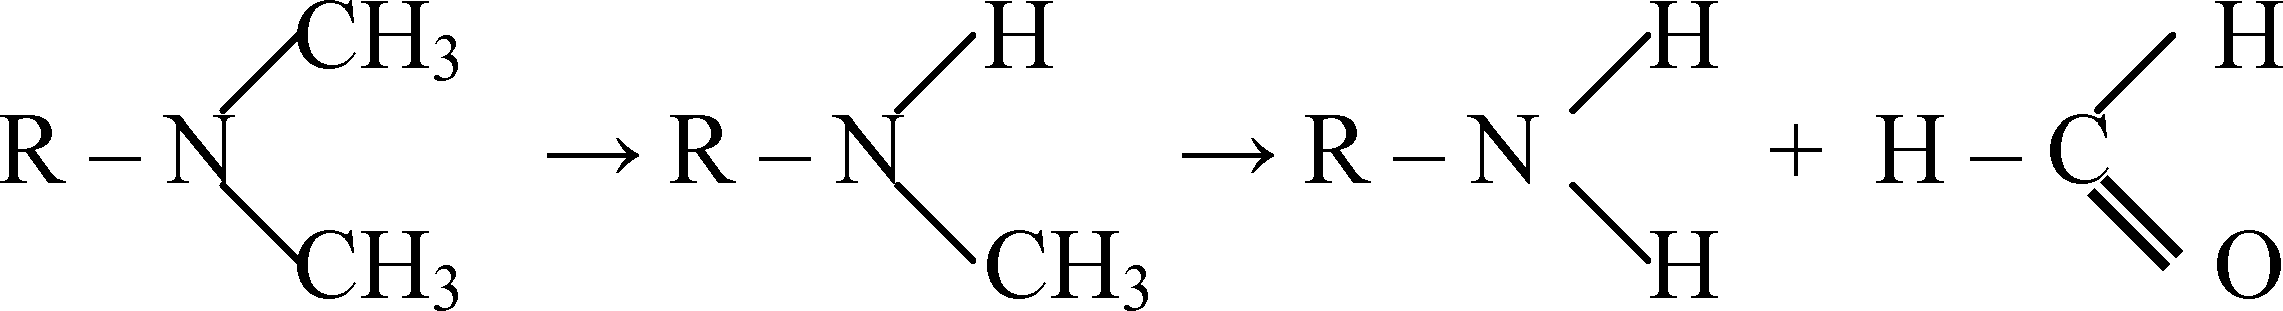 CH₃ H H H
R – N → R – N → R – N + H – C
CH₃ CH₃ H O